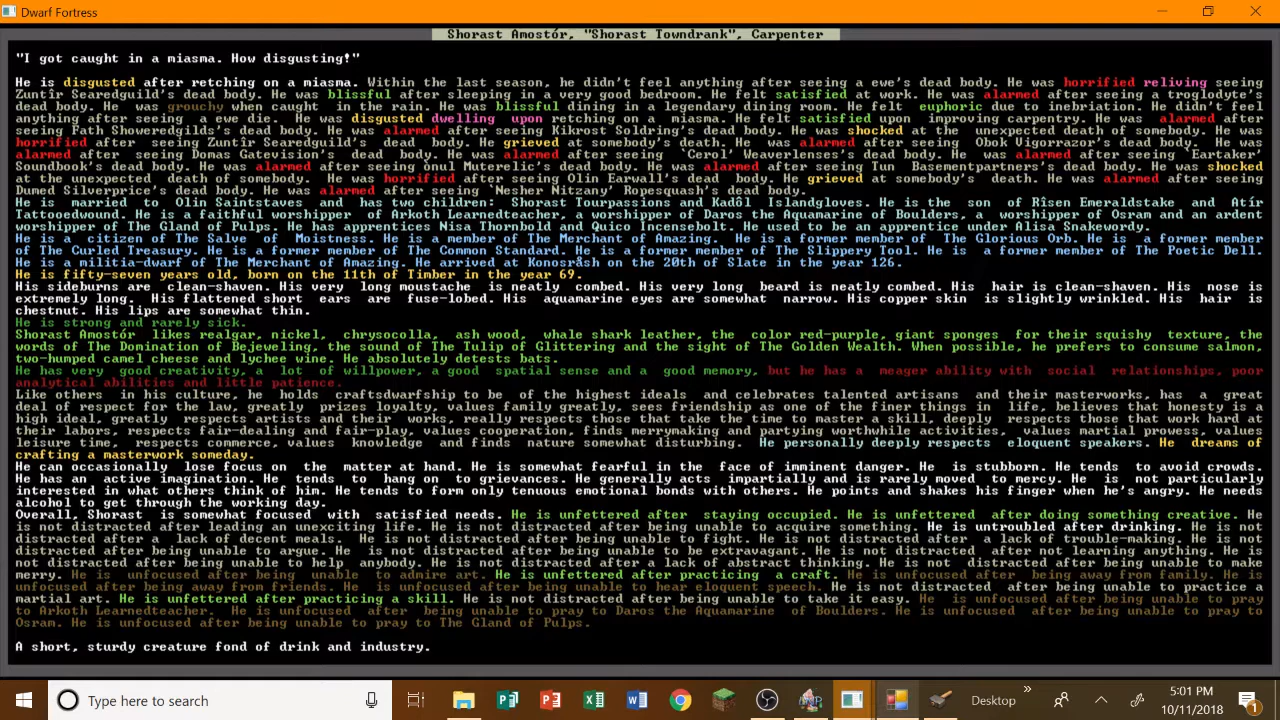 Dwarf Fortress
Shorast Amostór, "Shorast Towndrank", Carpenter
"I got caught in a miasma. How disgusting!"
He is disgusted after retching on a miasma. Within the last season, he didn't feel anything after seeing a ewe's dead body. He was horrified reliving seeing
Zuntîr Searedguild's dead body. He was blissful after sleeping in a very good bedroom. He felt satisfied at work. He was alarmed after seeing a troglodyte's
dead body. He was grouchy when caught in the rain. He was blissful dining in a legendary dining room. He felt euphoric due to inebriation. He didn't feel
anything after seeing a ewe die. He was disgusted dwelling upon retching on a miasma. He felt satisfied upon improving carpentry. He was alarmed after
seeing Fath Showeredgilds's dead body. He was alarmed after seeing Kikrost Soldring's dead body. He was shocked at the unexpected death of somebody. He was
horrified after seeing Zuntîr Searedguild's dead body. He was grieved at somebody's death. He was alarmed after seeing Obok Vigorrazor's dead body. He was
alarmed after seeing Domas Gatevision's dead body. He was alarmed after seeing `Cerol' Weaverlenses's dead body. He was alarmed after seeing `Eartaker'
Soundbook's dead body. He was alarmed after seeing Onul Materelic's dead body. He was alarmed after seeing Tun Basementpartners's dead body. He was shocked
at the unexpected death of somebody. He was horrified after seeing Olin Earwall's dead body. He was grieved at somebody's death. He was alarmed after seeing
Dumed Silverprice's dead body. He was alarmed after seeing `Nesher Nitzany' Ropesquash's dead body.
He is married to Olin Saintstaves and has two children: Shorast Tourpassions and Kadôl Islandgloves. He is the son of Rîsen Emeraldstake and Atír
Tattooedwound. He is a faithful worshipper of Arkoth Learnedteacher, a worshipper of Daros the Aquamarine of Boulders, a worshipper of Osram and an ardent
worshipper of The Gland of Pulps. He has apprentices Nisa Thornbold and Quico Incensebolt. He used to be an apprentice under Alisa Snakewordy.
He is a citizen of The Salve of Moistness. He is a member of The Merchant of Amazing. He is a former member of The Glorious Orb. He is a former member
of The Curled Treasury. He is a former member of The Common Standard. He is a former member of The Slippery Tool. He is a former member of The Poetic Dell.
He is a militia-dwarf of The Merchant of Amazing. He arrived at Konosrash on the 20th of Slate in the year 126.
He is fifty-seven years old, born on the 11th of Timber in the year 69.
His sideburns are clean-shaven. His very long moustache is neatly combed. His very long beard is neatly combed. His hair is clean-shaven. His nose is
extremely long. His flattened short ears are fuse-lobed. His aquamarine eyes are somewhat narrow. His copper skin is slightly wrinkled. His hair is
chestnut. His lips are somewhat thin.
He is strong and rarely sick.
Shorast Amostór likes realgar, nickel, chrysocolla, ash wood, whale shark leather, the color red-purple, giant sponges for their squishy texture, the
words of The Domination of Bejeweling, the sound of The Tulip of Glittering and the sight of The Golden Wealth. When possible, he prefers to consume salmon,
two-humped camel cheese and lychee wine. He absolutely detests bats.
He has very good creativity, a lot of willpower, a good spatial sense and a good memory, but he has a meager ability with social relationships, poor
analytical abilities and little patience.
Like others in his culture, he holds craftsdwarfship to be of the highest ideals and celebrates talented artisans and their masterworks, has a great
deal of respect for the law, greatly prizes loyalty, values family greatly, sees friendship as one of the finer things in life, believes that honesty is a
high ideal, greatly respects artists and their works, really respects those that take the time to master a skill, deeply respects those that work hard at
their labors, respects fair-dealing and fair-play, values cooperation, finds merrymaking and partying worthwhile activities, values martial prowess, values
leisure time, respects commerce, values knowledge and finds nature somewhat disturbing. He personally deeply respects eloquent speakers. He dreams of
crafting a masterwork someday.
He can occasionally lose focus on the matter at hand. He is somewhat fearful in the face of imminent danger. He is stubborn. He tends to avoid crowds.
He has an active imagination. He tends to hang on to grievances. He generally acts impartially and is rarely moved to mercy. He is not particularly
interested in what others think of him. He tends to form only tenuous emotional bonds with others. He points and shakes his finger when he's angry. He needs
alcohol to get through the working day.
Overall, Shorast is somewhat focused with satisfied needs. He is unfettered after staying occupied. He is unfettered after doing something creative. He
is not distracted after leading an unexciting life. He is not distracted after being unable to acquire something. He is untroubled after drinking. He is not
distracted after a lack of decent meals. He is not distracted after being unable to fight. He is not distracted after a lack of trouble-making. He is not
distracted after being unable to argue. He is not distracted after being unable to be extravagant. He is not distracted after not learning anything. He is
not distracted after being unable to help anybody. He is not distracted after a lack of abstract thinking. He is not distracted after being unable to make
merry. He is unfocused after being unable to admire art. He is unfettered after practicing a craft. He is unfocused after being away from family. He is
unfocused after being away from friends. He is unfocused after being unable to hear eloquent speech. He is not distracted after being unable to practice a
martial art. He is unfettered after practicing a skill. He is not distracted after being unable to take it easy. He is unfocused after being unable to pray
to Arkoth Learnedteacher. He is unfocused after being unable to pray to Daros the Aquamarine of Boulders. He is unfocused after being unable to pray to
Osram. He is unfocused after being unable to pray to The Gland of Pulps.
A short, sturdy creature fond of drink and industry.
Type here to search
Desktop
5:01 PM
10/11/2018
1